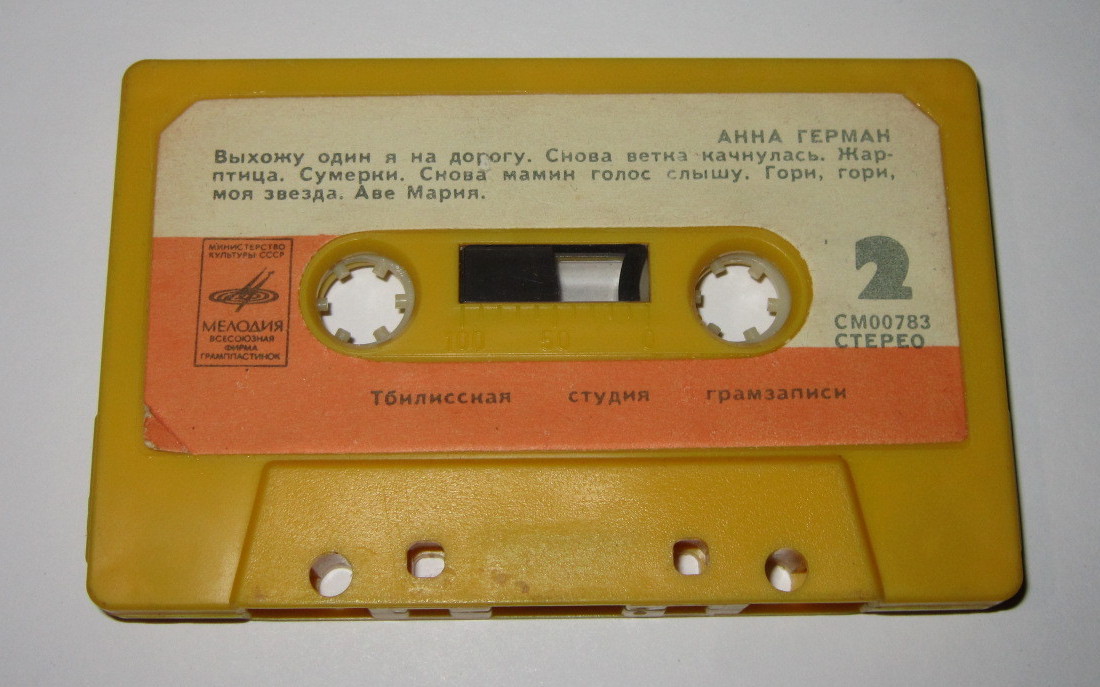 АННА ГЕРМАН
Выхожу один я на дорогу. Снова ветка качнулась. Жар-
птица. Сумерки. Снова мамин голос слышу. Гори, гори,
моя звезда. Аве Мария.
МИНИСТЕРСТВО
КУЛЬТУРЫ СССР
МЕЛОДИЯ
ВСЕСОЮЗНАЯ
ФИРМА
ГРАМПЛАСТИНОК
2
СМ00783
СТЕРЕО
100 50 0
Тбилисская студия грамзаписи